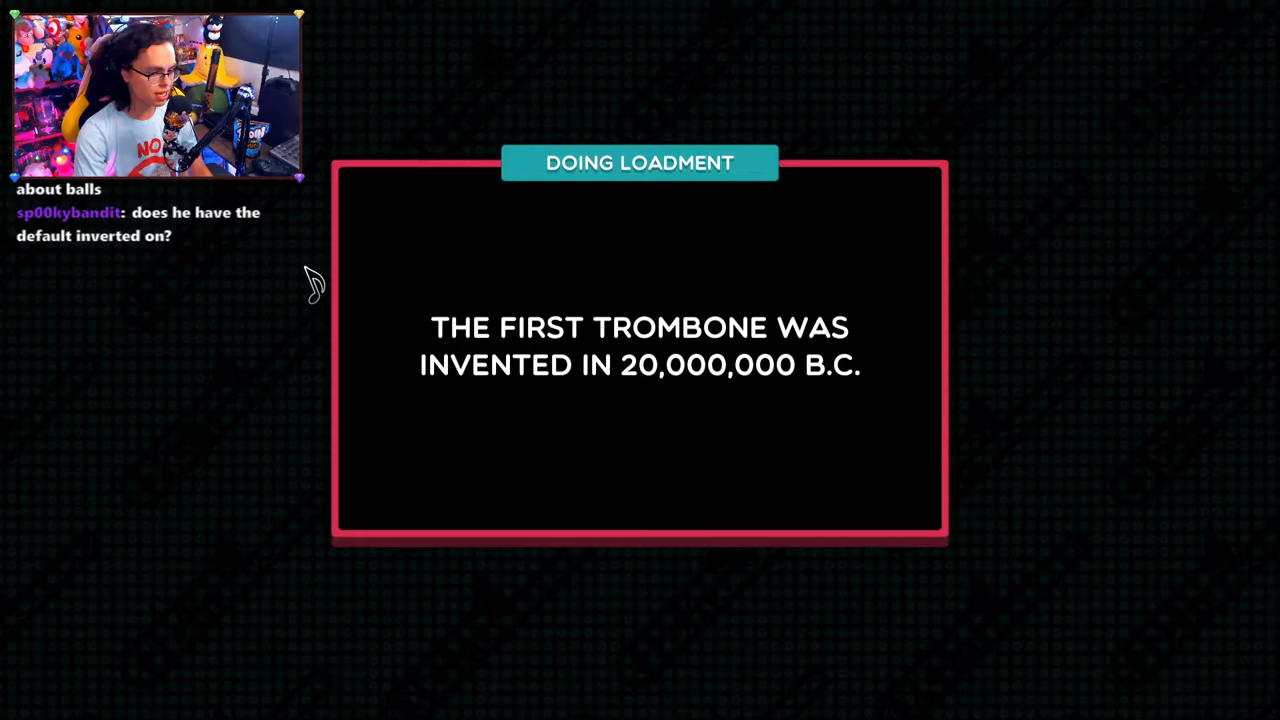 NO
about balls
sp00kybandit: does he have the
default inverted on?
DOING LOADMENT
THE FIRST TROMBONE WAS
INVENTED IN 20,000,000 B.C.